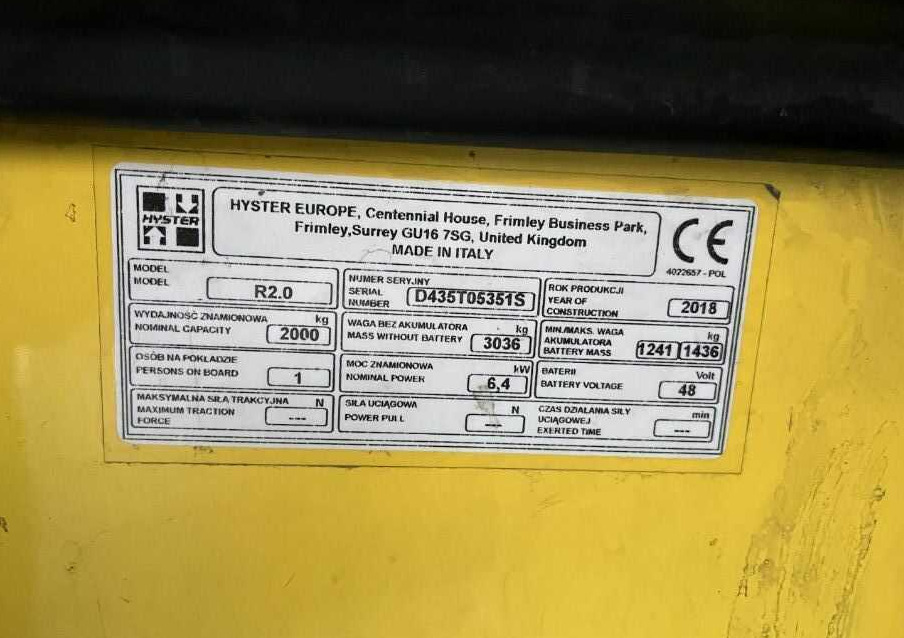 HYSTER
HYSTER EUROPE, Centennial House, Frimley Business Park,
Frimley,Surrey GU16 7SG, United Kingdom
MADE IN ITALY
CE
4022657 - POL
MODEL
MODEL
R2.0
NUMER SERYJNY
SERIAL
NUMBER
D435T05351S
ROK PRODUKCJI
YEAR OF
CONSTRUCTION
2018
WYDAJNOŚĆ ZNAMIONOWA kg
NOMINAL CAPACITY
2000
WAGA BEZ AKUMULATORA kg
MASS WITHOUT BATTERY
3036
MIN./MAKS. WAGA kg
AKUMULATORA
BATTERY MASS
1241 1436
OSÓB NA POKŁADZIE
PERSONS ON BOARD
1
MOC ZNAMIONOWA kW
NOMINAL POWER
6,4
BATERII Volt
BATTERY VOLTAGE
48
MAKSYMALNA SIŁA TRAKCYJNA N
MAXIMUM TRACTION
FORCE
---
SIŁA UCIĄGOWA N
POWER PULL
---
CZAS DZIAŁANIA SIŁY min
UCIĄGOWEJ
EXERTED TIME
---